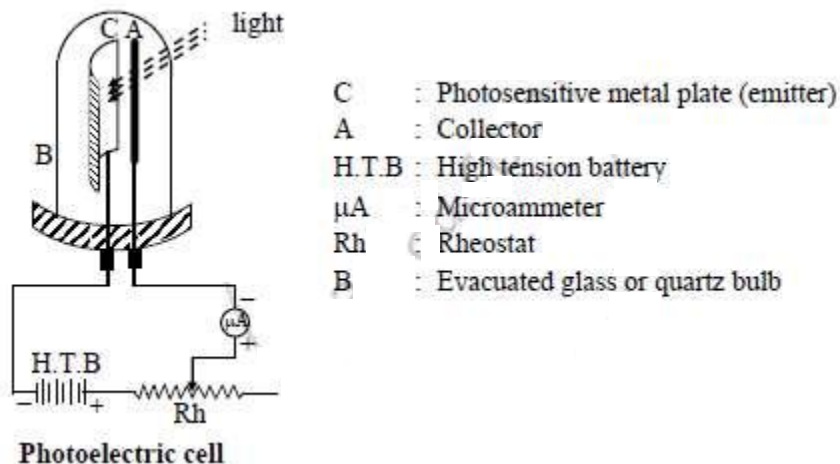 C A
light
B
C : Photosensitive metal plate (emitter)
A : Collector
H.T.B : High tension battery
μA : Microammeter
Rh : Rheostat
B : Evacuated glass or quartz bulb
−
μA
+
H.T.B
− +
Rh
Photoelectric cell